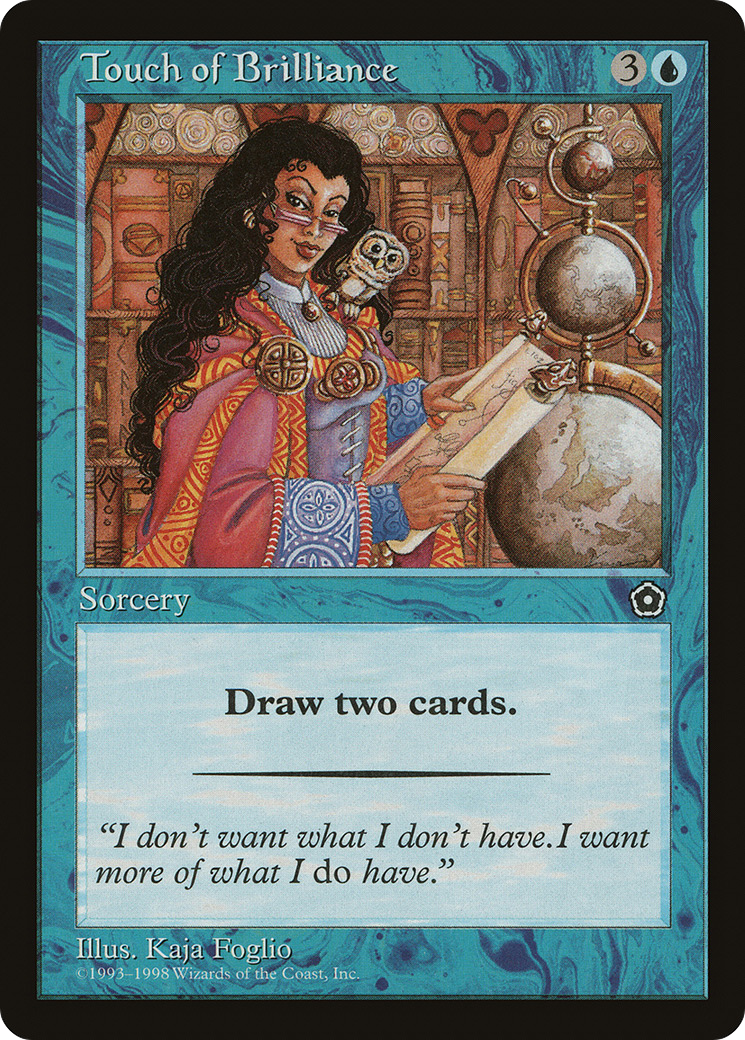 Touch of Brilliance 3
Sorcery
Draw two cards.
“I don’t want what I don’t have. I want
more of what I do have.”
Illus. Kaja Foglio
©1993–1998 Wizards of the Coast, Inc.